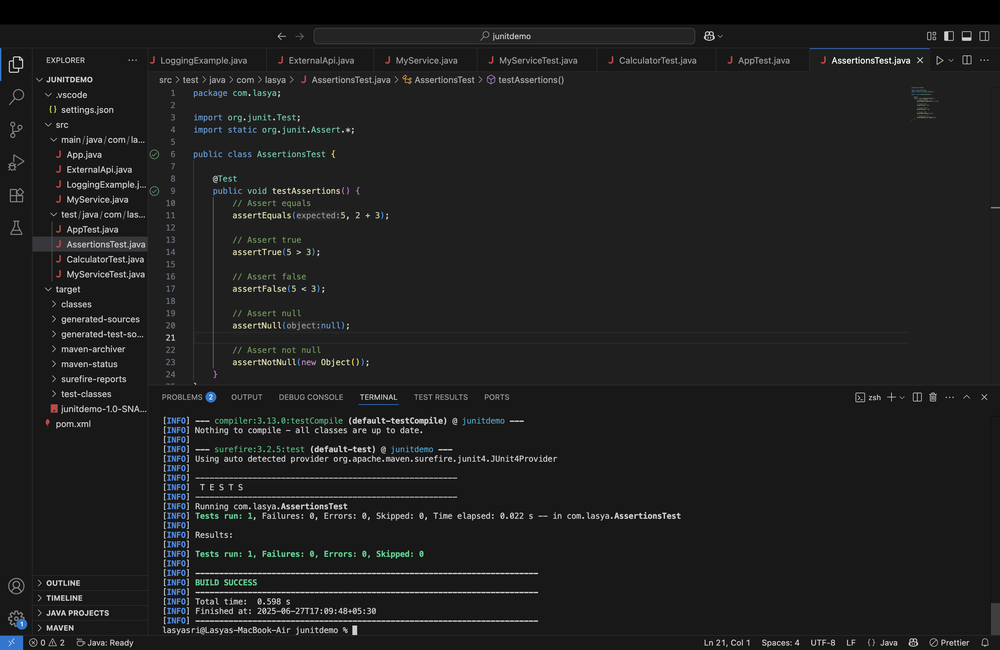 junitdemo
EXPLORER
LoggingExample.java
ExternalApi.java
MyService.java
MyServiceTest.java
CalculatorTest.java
AppTest.java
AssertionsTest.java
JUNITDEMO
.vscode
{} settings.json
src
main/java/com/la...
App.java
ExternalApi.java
LoggingExample.j...
MyService.java
test/java/com/las...
AppTest.java
AssertionsTest.java
CalculatorTest.java
MyServiceTest.java
target
classes
generated-sources
generated-test-so...
maven-archiver
maven-status
surefire-reports
test-classes
junitdemo-1.0-SNA...
pom.xml
OUTLINE
TIMELINE
JAVA PROJECTS
MAVEN
1
src > test > java > com > lasya > AssertionsTest.java > AssertionsTest > testAssertions()
1 package com.lasya;
2
3 import org.junit.Test;
4 import static org.junit.Assert.*;
5
6 public class AssertionsTest {
7
8 @Test
9 public void testAssertions() {
10 // Assert equals
11 assertEquals(expected:5, 2 + 3);
12
13 // Assert true
14 assertTrue(5 > 3);
15
16 // Assert false
17 assertFalse(5 < 3);
18
19 // Assert null
20 assertNull(object:null);
21
22 // Assert not null
23 assertNotNull(new Object());
24 }
PROBLEMS 2 OUTPUT DEBUG CONSOLE TERMINAL TEST RESULTS PORTS
zsh
[INFO] --- compiler:3.13.0:testCompile (default-testCompile) @ junitdemo ---
[INFO] Nothing to compile - all classes are up to date.
[INFO]
[INFO] --- surefire:3.2.5:test (default-test) @ junitdemo ---
[INFO] Using auto detected provider org.apache.maven.surefire.junit4.JUnit4Provider
[INFO]
[INFO] -------------------------------------------------------
[INFO]  T E S T S
[INFO] -------------------------------------------------------
[INFO] Running com.lasya.AssertionsTest
[INFO] Tests run: 1, Failures: 0, Errors: 0, Skipped: 0, Time elapsed: 0.022 s -- in com.lasya.AssertionsTest
[INFO]
[INFO] Results:
[INFO]
[INFO] Tests run: 1, Failures: 0, Errors: 0, Skipped: 0
[INFO]
[INFO] ------------------------------------------------------------------------
[INFO] BUILD SUCCESS
[INFO] ------------------------------------------------------------------------
[INFO] Total time:  0.598 s
[INFO] Finished at: 2025-06-27T17:09:48+05:30
[INFO] ------------------------------------------------------------------------
lasyasri@Lasyas-MacBook-Air junitdemo %
0 2 Java: Ready
Ln 21, Col 1 Spaces: 4 UTF-8 LF {} Java Prettier